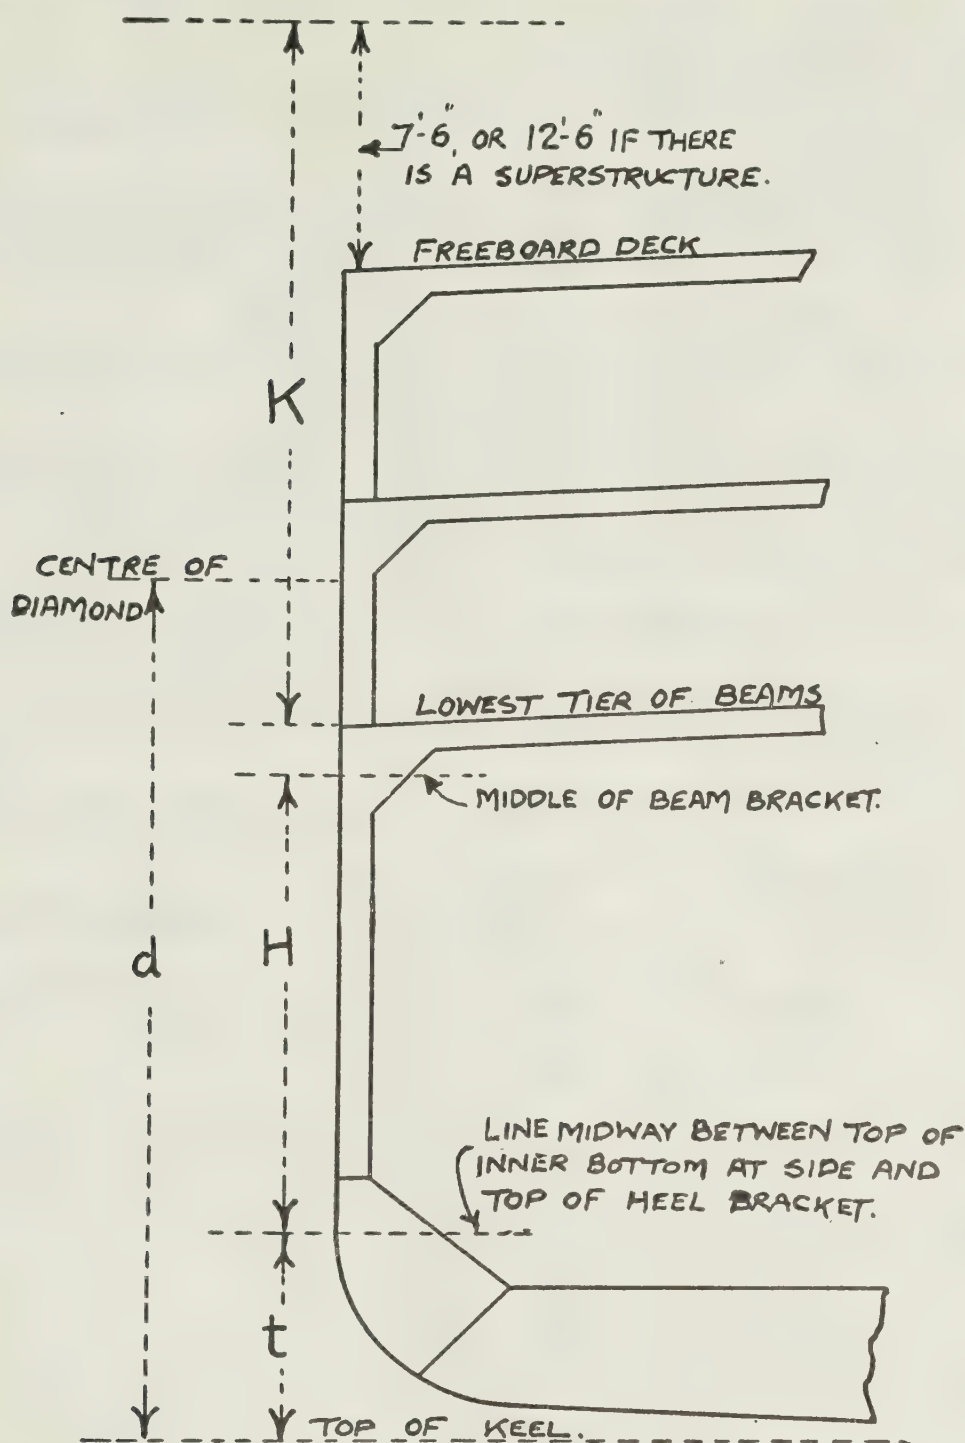 7'-6", OR 12'-6" IF THERE
IS A SUPERSTRUCTURE.
FREEBOARD DECK
K
CENTRE OF
DIAMOND
LOWEST TIER OF BEAMS
MIDDLE OF BEAM BRACKET.
H
d
LINE MIDWAY BETWEEN TOP OF
INNER BOTTOM AT SIDE AND
TOP OF HEEL BRACKET.
t
TOP OF KEEL.